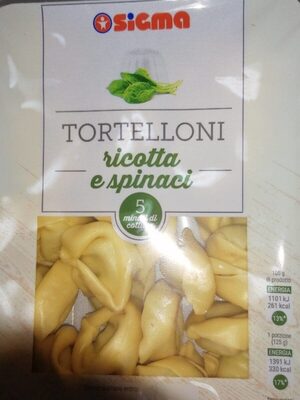 SiGMA
TORTELLONI
ricotta
e spinaci
5
minuti di
100 g
di prodotto
ENERGIA
1101 kJ
261 kcal
13%*
1 porzione
(125 g)
ENERGIA
1391 kJ
330 kcal
17%*